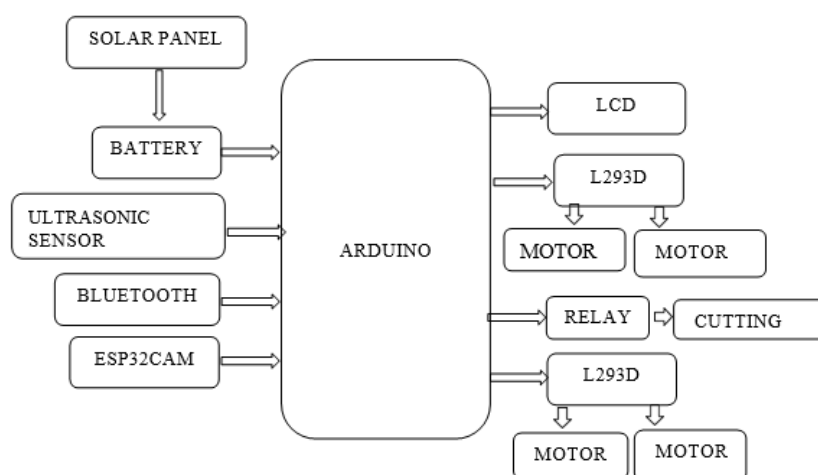 SOLAR PANEL
BATTERY
ULTRASONIC
SENSOR
BLUETOOTH
ESP32CAM
ARDUINO
LCD
L293D
MOTOR
MOTOR
RELAY
CUTTING
L293D
MOTOR
MOTOR